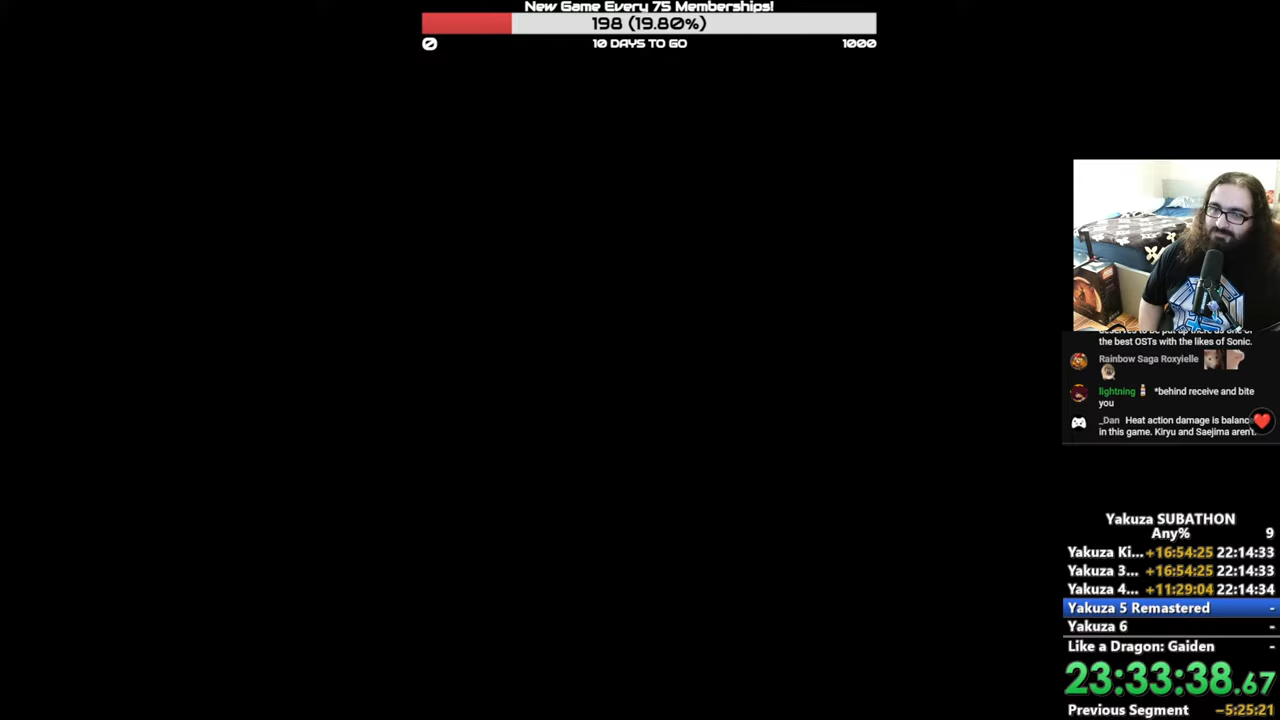 New Game Every 75 Memberships!
198 (19.80%)
0
10 DAYS TO GO
1000
the best OSTs with the likes of Sonic.
Rainbow Saga Roxyielle
lightning *behind receive and bite
you
_Dan Heat action damage is balanc
in this game. Kiryu and Saejima aren't.
Yakuza SUBATHON
Any% 9
Yakuza Ki... +16:54:25 22:14:33
Yakuza 3... +16:54:25 22:14:33
Yakuza 4... +11:29:04 22:14:34
Yakuza 5 Remastered -
Yakuza 6 -
Like a Dragon: Gaiden -
23:33:38.67
Previous Segment -5:25:21